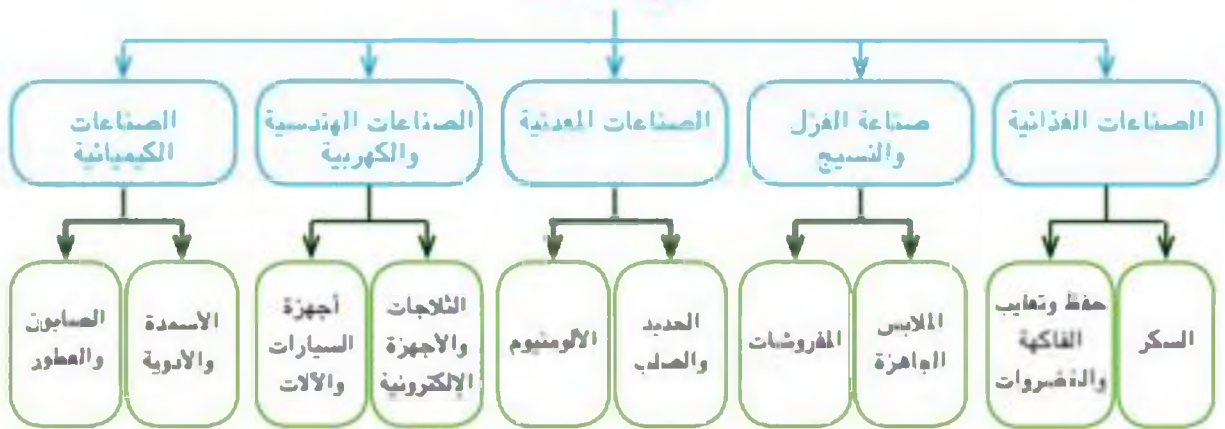 الصناعات الغذائية
صناعة الغزل
والنسيج
الصناعات المعدنية
الصناعات الهندسية
والكهربية
الصناعات
الكيميائية
السكر
حفظ وتعليب
الفاكهة
والخضروات
الملابس
الجاهزة
المفروشات
الحديد
والصلب
الألومنيوم
الثلاجات
والأجهزة
الإلكترونية
أجهزة
السيارات
والآلات
الأسمدة
والأدوية
الصابون
والعطور